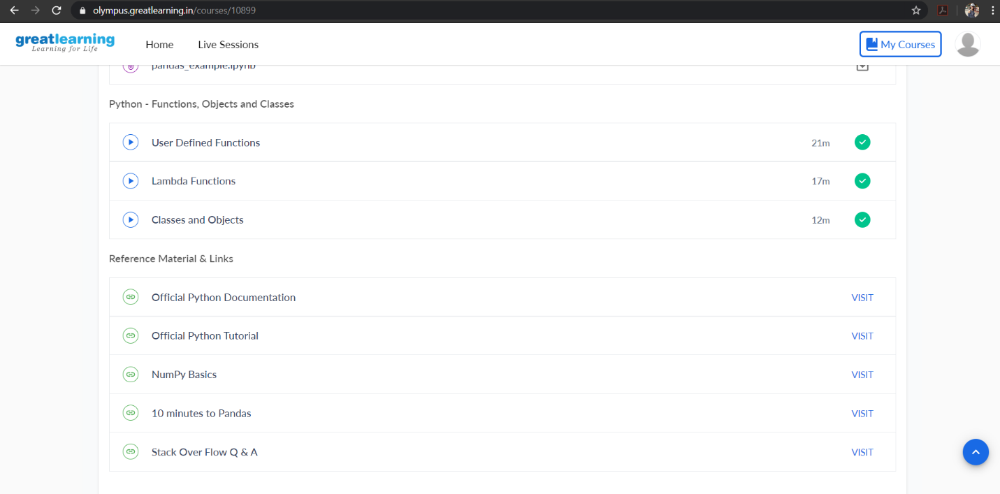 olympus.greatlearning.in/courses/10899
greatlearning
Learning for Life
Home
Live Sessions
My Courses
pandas_example.ipynb
Python - Functions, Objects and Classes
User Defined Functions 21m
Lambda Functions 17m
Classes and Objects 12m
Reference Material & Links
Official Python Documentation VISIT
Official Python Tutorial VISIT
NumPy Basics VISIT
10 minutes to Pandas VISIT
Stack Over Flow Q & A VISIT